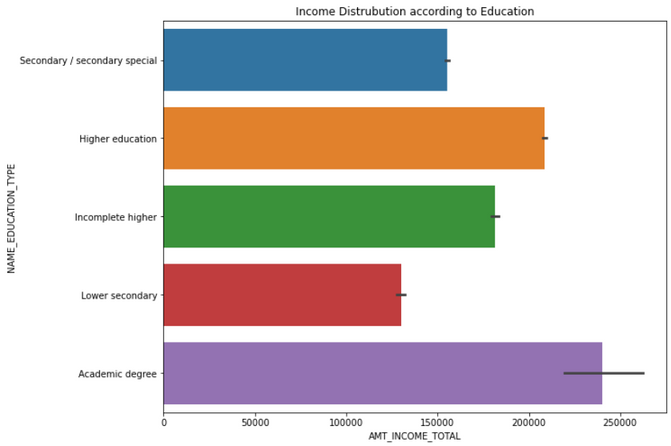 Income Distrubution according to Education
NAME_EDUCATION_TYPE
Secondary / secondary special
Higher education
Incomplete higher
Lower secondary
Academic degree
0 50000 100000 150000 200000 250000
AMT_INCOME_TOTAL